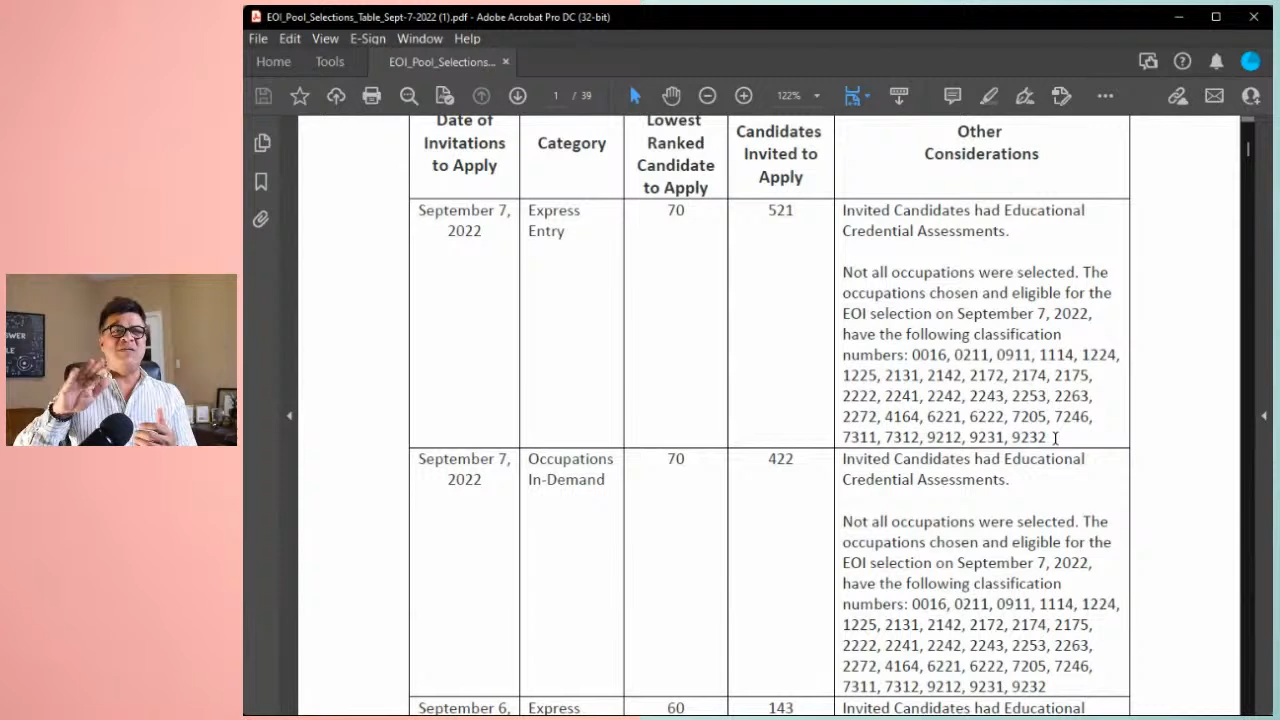 EOI_Pool_Selections_Table_Sept-7-2022 (1).pdf - Adobe Acrobat Pro DC (32-bit)
File Edit View E-Sign Window Help
Home Tools EOI_Pool_Selections... ×
1 / 39 122%
Date of Invitations to Apply
Category
Lowest Ranked Candidate to Apply
Candidates Invited to Apply
Other Considerations
September 7,
2022
Express
Entry
70
521
Invited Candidates had Educational
Credential Assessments.
Not all occupations were selected. The
occupations chosen and eligible for the
EOI selection on September 7, 2022,
have the following classification
numbers: 0016, 0211, 0911, 1114, 1224,
1225, 2131, 2142, 2172, 2174, 2175,
2222, 2241, 2242, 2243, 2253, 2263,
2272, 4164, 6221, 6222, 7205, 7246,
7311, 7312, 9212, 9231, 9232
September 7,
2022
Occupations
In-Demand
70
422
Invited Candidates had Educational
Credential Assessments.
Not all occupations were selected. The
occupations chosen and eligible for the
EOI selection on September 7, 2022,
have the following classification
numbers: 0016, 0211, 0911, 1114, 1224,
1225, 2131, 2142, 2172, 2174, 2175,
2222, 2241, 2242, 2243, 2253, 2263,
2272, 4164, 6221, 6222, 7205, 7246,
7311, 7312, 9212, 9231, 9232
September 6,
Express
60
143
Invited Candidates had Educational